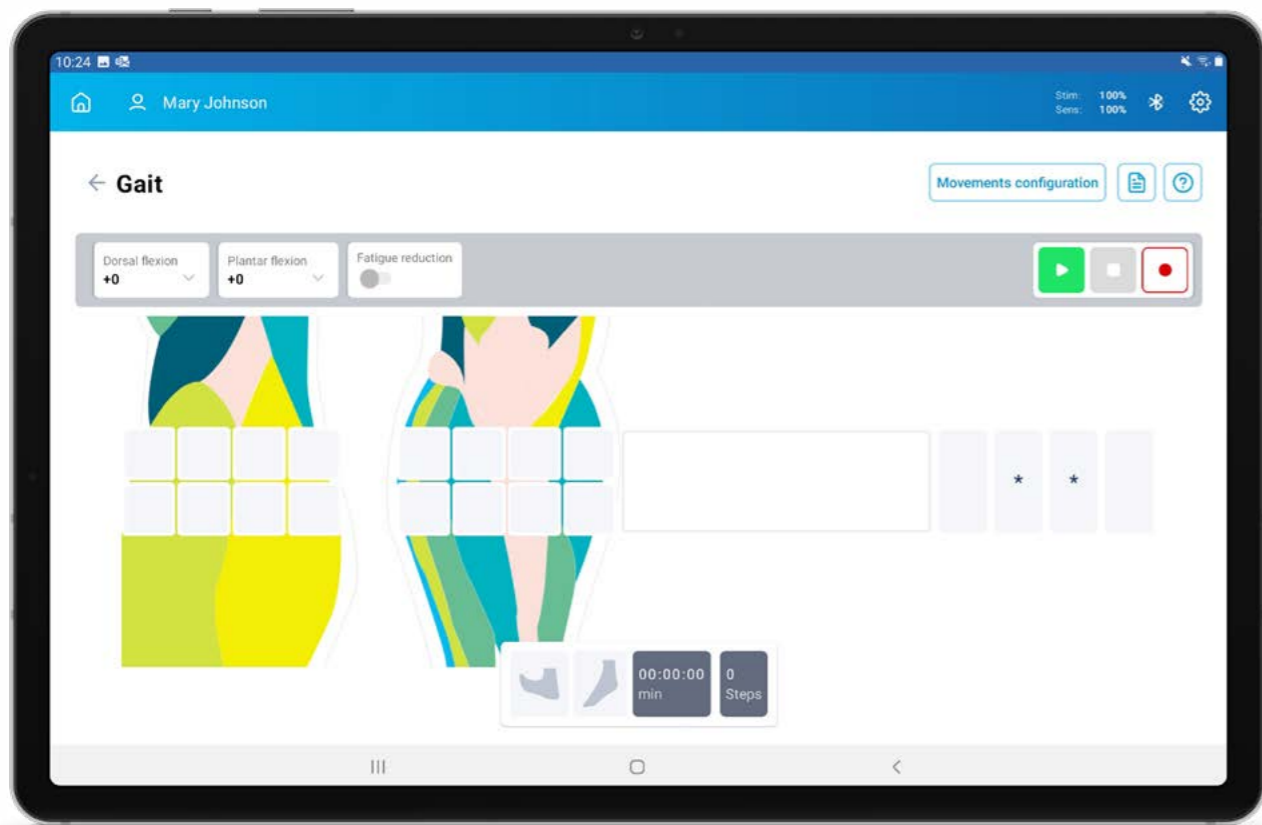 10:24
Mary Johnson
Stim: 100%
Sens: 100%
Gait
Movements configuration
Dorsal flexion
+0
Plantar flexion
+0
Fatigue reduction
* *
00:00:00
min
0
Steps